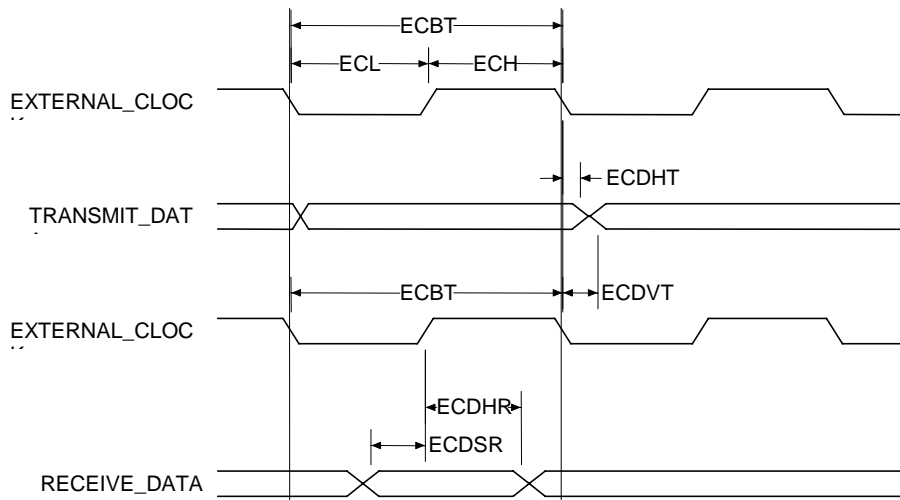 ECBT
ECL ECH
EXTERNAL_CLOC
ECDHT
TRANSMIT_DAT
ECBT ECDVT
EXTERNAL_CLOC
ECDHR
ECDSR
RECEIVE_DATA